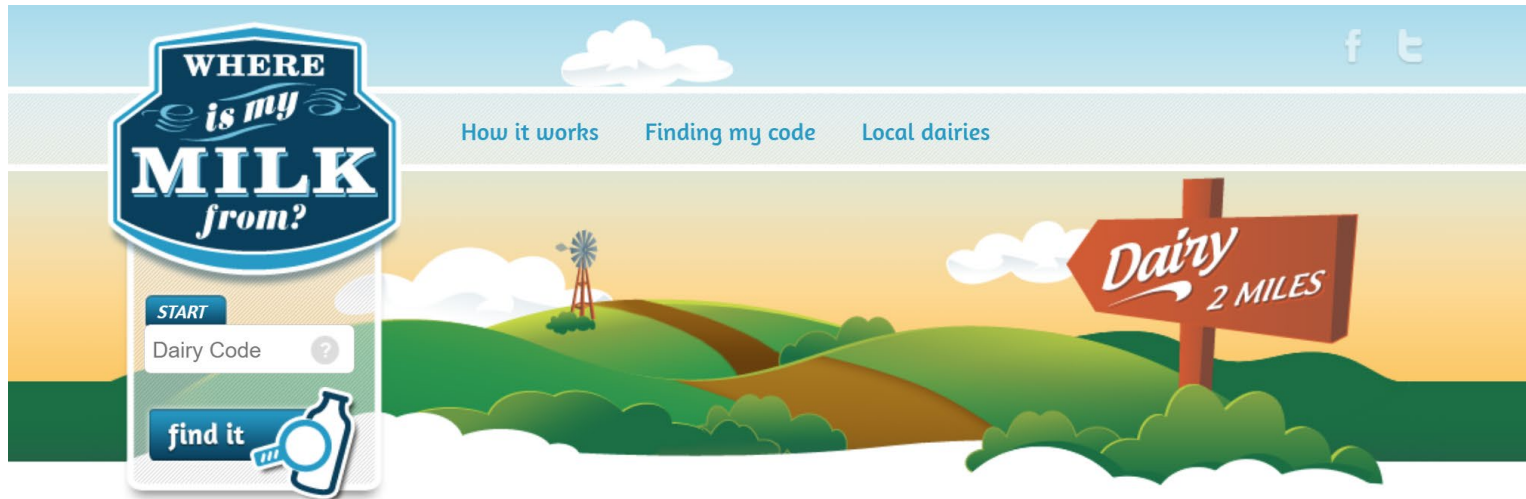 WHERE
is my
MILK
from?
f t
How it works Finding my code Local dairies
Dairy
2 MILES
START
Dairy Code ?
find it